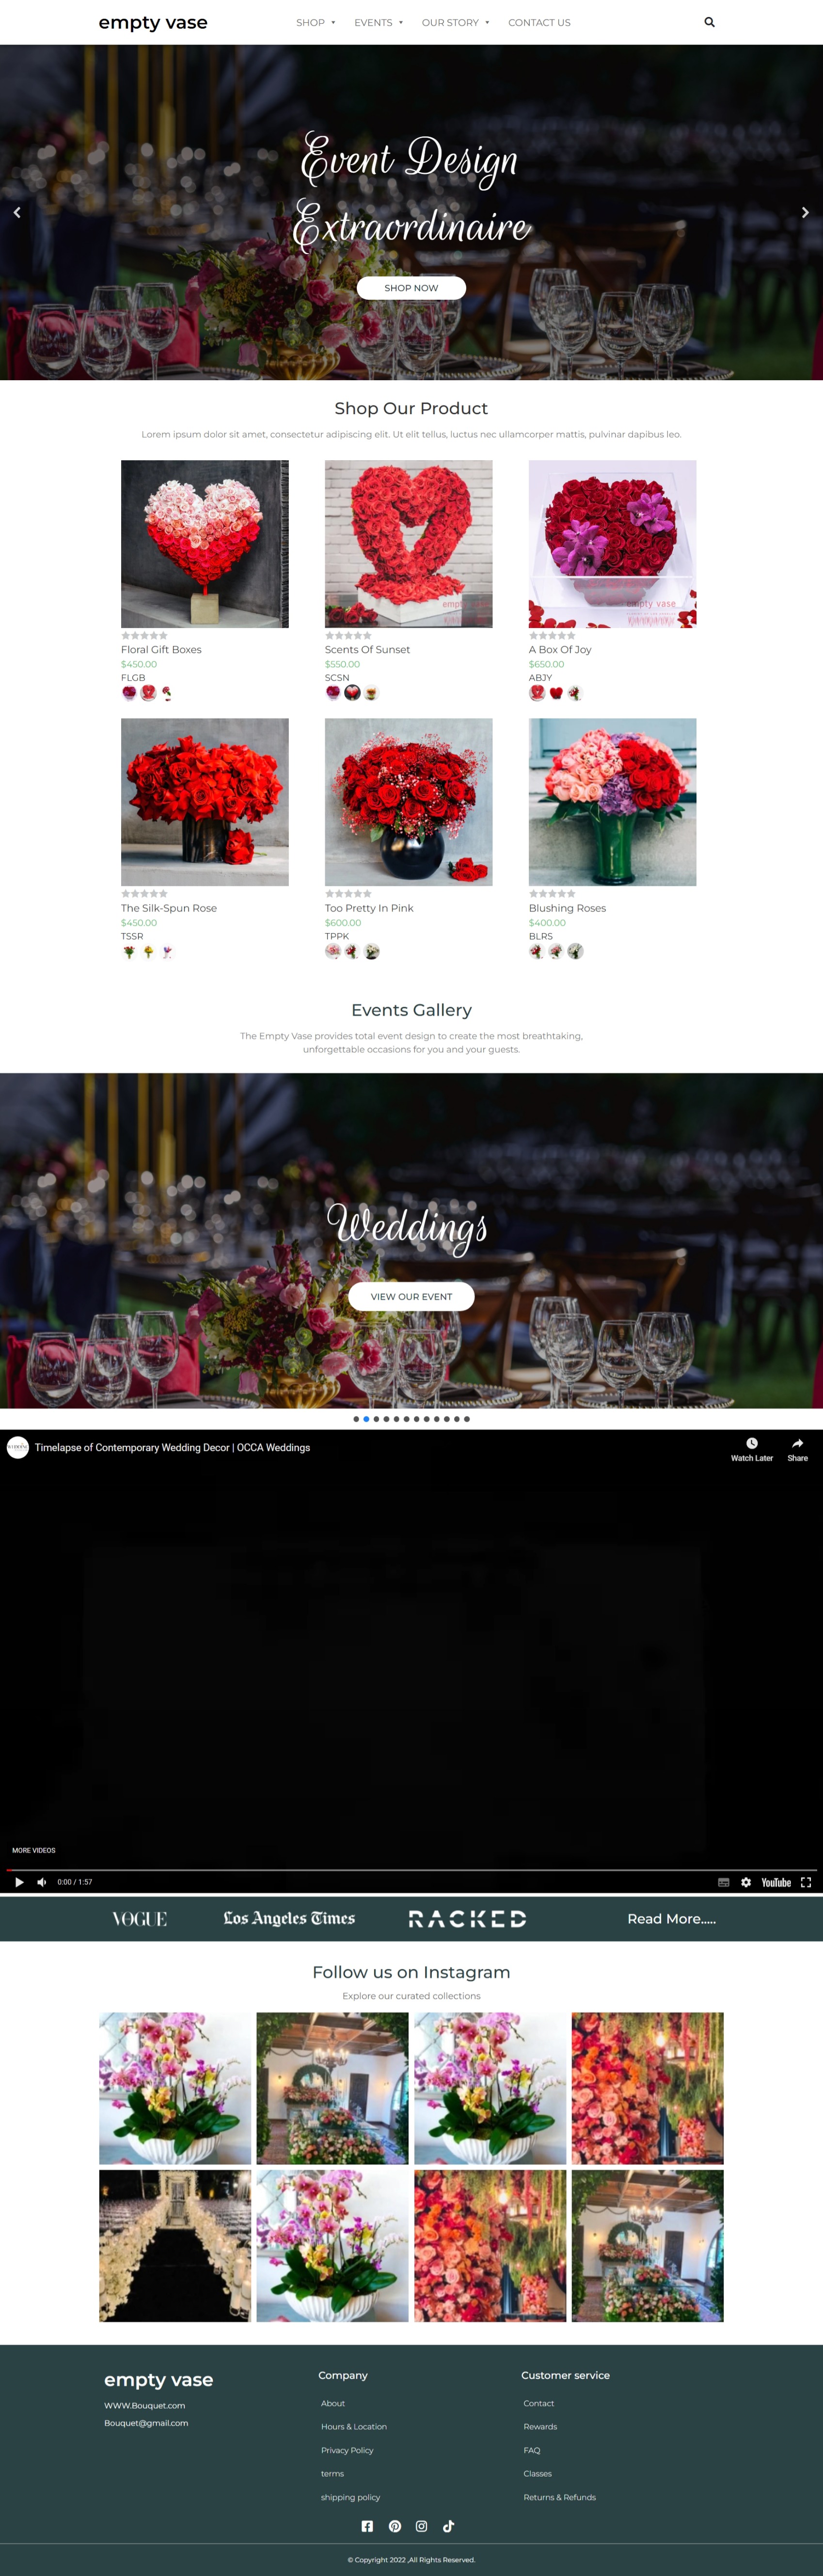 empty vase
SHOP
EVENTS
OUR STORY
CONTACT US
Event Design
Extraordinaire
SHOP NOW
Shop Our Product
Lorem ipsum dolor sit amet, consectetur adipiscing elit. Ut elit tellus, luctus nec ullamcorper mattis, pulvinar dapibus leo.
empty vase
empty vase
Floral Gift Boxes
$450.00
FLGB
Scents Of Sunset
$550.00
SCSN
A Box Of Joy
$650.00
ABJY
The Silk-Spun Rose
$450.00
TSSR
Too Pretty In Pink
$600.00
TPPK
Blushing Roses
$400.00
BLRS
Events Gallery
The Empty Vase provides total event design to create the most breathtaking,
unforgettable occasions for you and your guests.
Weddings
VIEW OUR EVENT
Timelapse of Contemporary Wedding Decor | OCCA Weddings
Watch Later
Share
MORE VIDEOS
0:00 / 1:57
YouTube
VOGUE
Los Angeles Times
RACKED
Read More.....
Follow us on Instagram
Explore our curated collections
empty vase
WWW.Bouquet.com
Bouquet@gmail.com
Company
About
Hours & Location
Privacy Policy
terms
shipping policy
Customer service
Contact
Rewards
FAQ
Classes
Returns & Refunds
© Copyright 2022 ,All Rights Reserved.